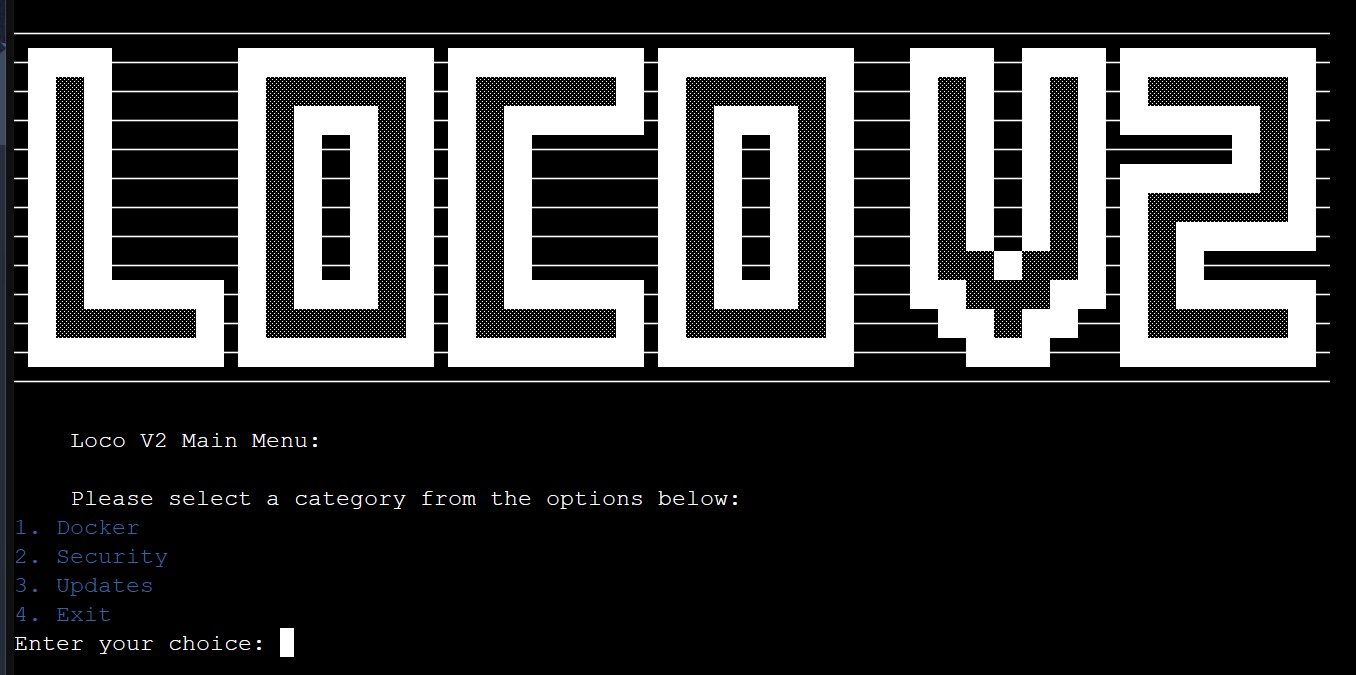 LOCO V2
Loco V2 Main Menu:
Please select a category from the options below:
1. Docker
2. Security
3. Updates
4. Exit
Enter your choice: